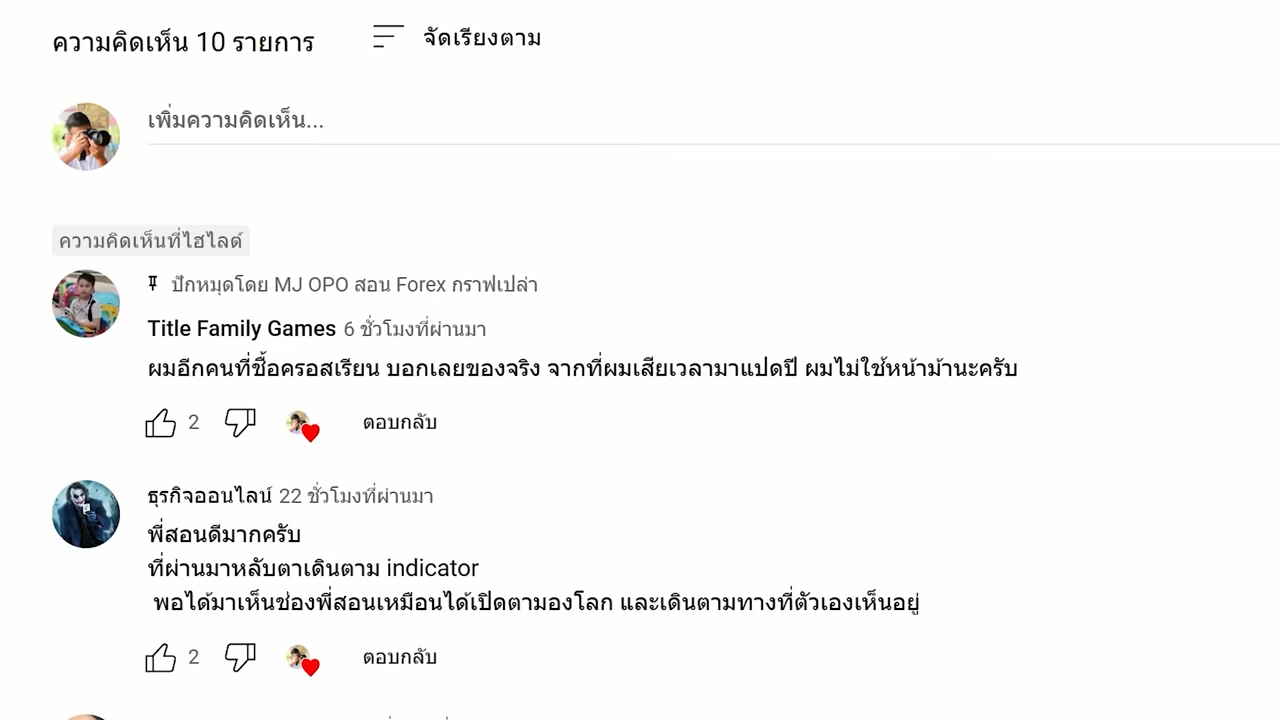 ความคิดเห็น 10 รายการ
จัดเรียงตาม
เพิ่มความคิดเห็น...
ความคิดเห็นที่ไฮไลต์
ปักหมุดโดย MJ OPO สอน Forex กราฟเปล่า
Title Family Games 6 ชั่วโมงที่ผ่านมา
ผมอีกคนที่ชื้อครอสเรียน บอกเลยของจริง จากที่ผมเสียเวลามาแปดปี ผมไม่ใช้หน้าม้านะครับ
2
ตอบกลับ
ธุรกิจออนไลน์ 22 ชั่วโมงที่ผ่านมา
พี่สอนดีมากครับ
ที่ผ่านมาหลับตาเดินตาม indicator
พอได้มาเห็นช่องพี่สอนเหมือนได้เปิดตามองโลก และเดินตามทางที่ตัวเองเห็นอยู่
2
ตอบกลับ